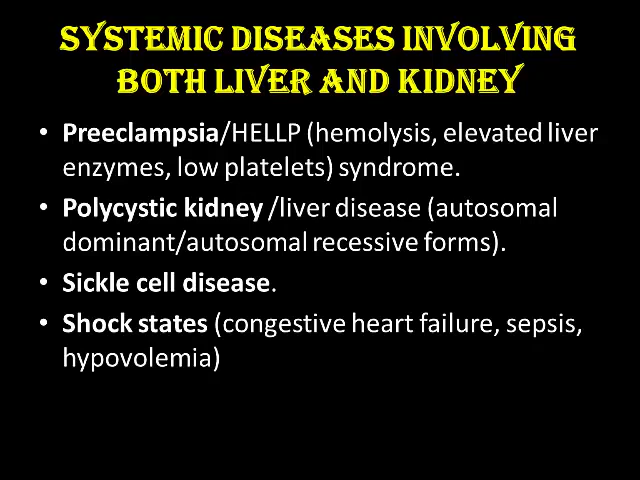 SYSTEMIC DISEASES INVOLVING
BOTH LIVER AND KIDNEY
• Preeclampsia/HELLP (hemolysis, elevated liver
enzymes, low platelets) syndrome.
• Polycystic kidney /liver disease (autosomal
dominant/autosomal recessive forms).
• Sickle cell disease.
• Shock states (congestive heart failure, sepsis,
hypovolemia)